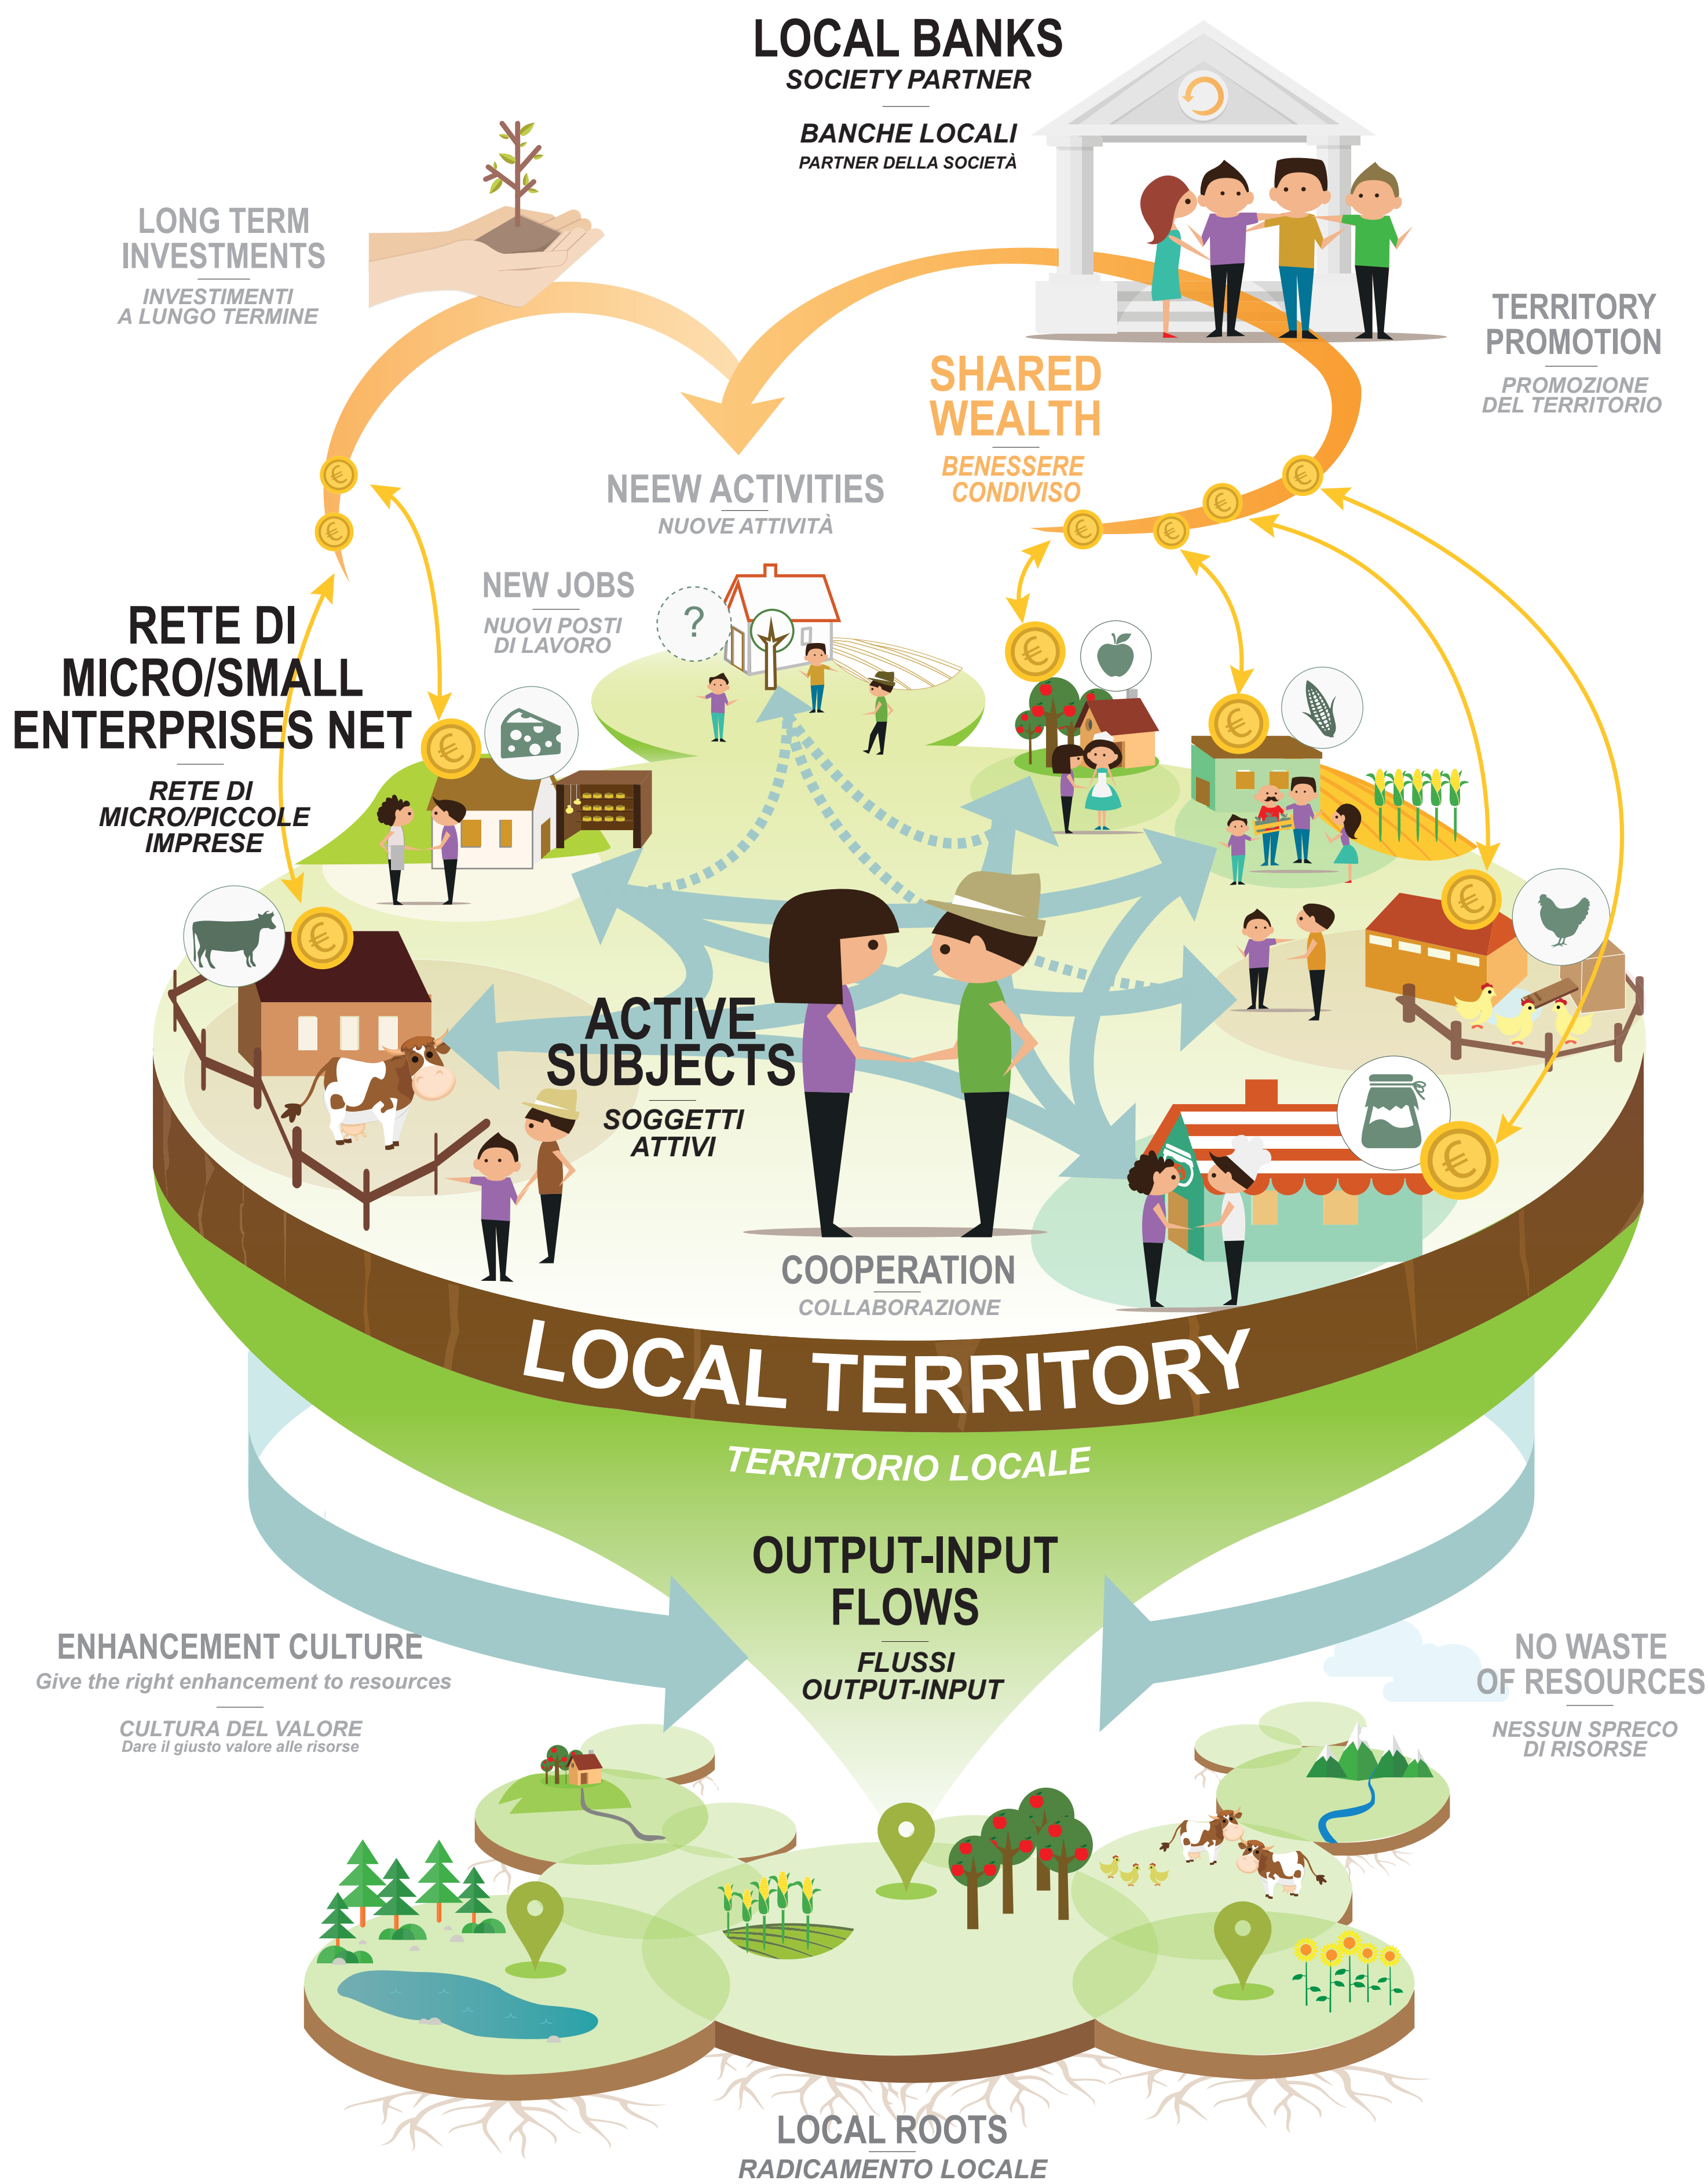 LOCAL BANKS
SOCIETY PARTNER
BANCHE LOCALI
PARTNER DELLA SOCIETÀ
LONG TERM
INVESTMENTS
INVESTIMENTI
A LUNGO TERMINE
TERRITORY
PROMOTION
PROMOZIONE
DEL TERRITORIO
SHARED
WEALTH
BENESSERE
CONDIVISO
NEEW ACTIVITIES
NUOVE ATTIVITÀ
NEW JOBS
NUOVI POSTI
DI LAVORO
?
RETE DI
MICRO/SMALL
ENTERPRISES NET
RETE DI
MICRO/PICCOLE
IMPRESE
€
€
€
€
€
€
€
€
€
€
€
€
ACTIVE
SUBJECTS
SOGGETTI
ATTIVI
COOPERATION
COLLABORAZIONE
LOCAL TERRITORY
TERRITORIO LOCALE
OUTPUT-INPUT
FLOWS
FLUSSI
OUTPUT-INPUT
ENHANCEMENT CULTURE
Give the right enhancement to resources
CULTURA DEL VALORE
Dare il giusto valore alle risorse
NO WASTE
OF RESOURCES
NESSUN SPRECO
DI RISORSE
LOCAL ROOTS
RADICAMENTO LOCALE